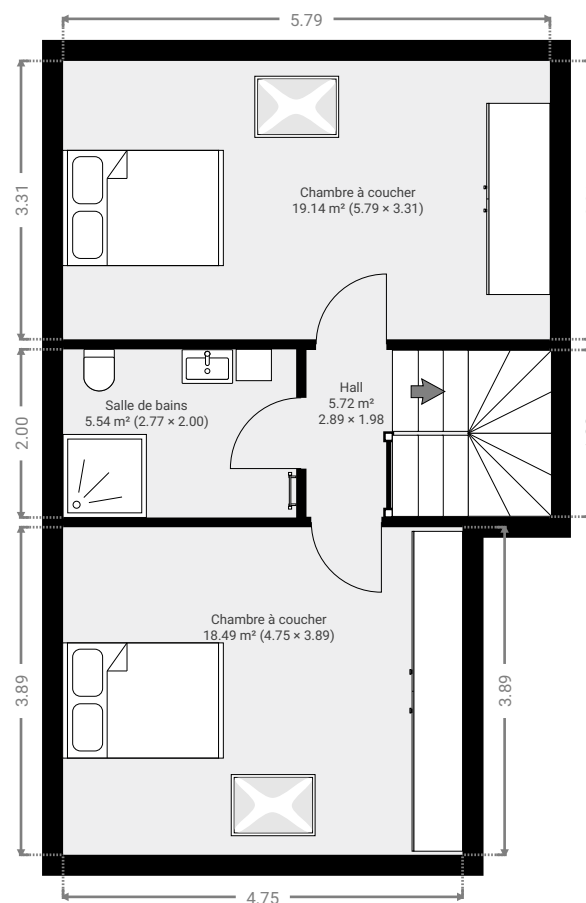 5.79
3.31
Chambre à coucher
19.14 m² (5.79 × 3.31)
Hall
5.72 m²
2.89 × 1.98
2.00
Salle de bains
5.54 m² (2.77 × 2.00)
Chambre à coucher
18.49 m² (4.75 × 3.89)
3.89
3.89
4.75